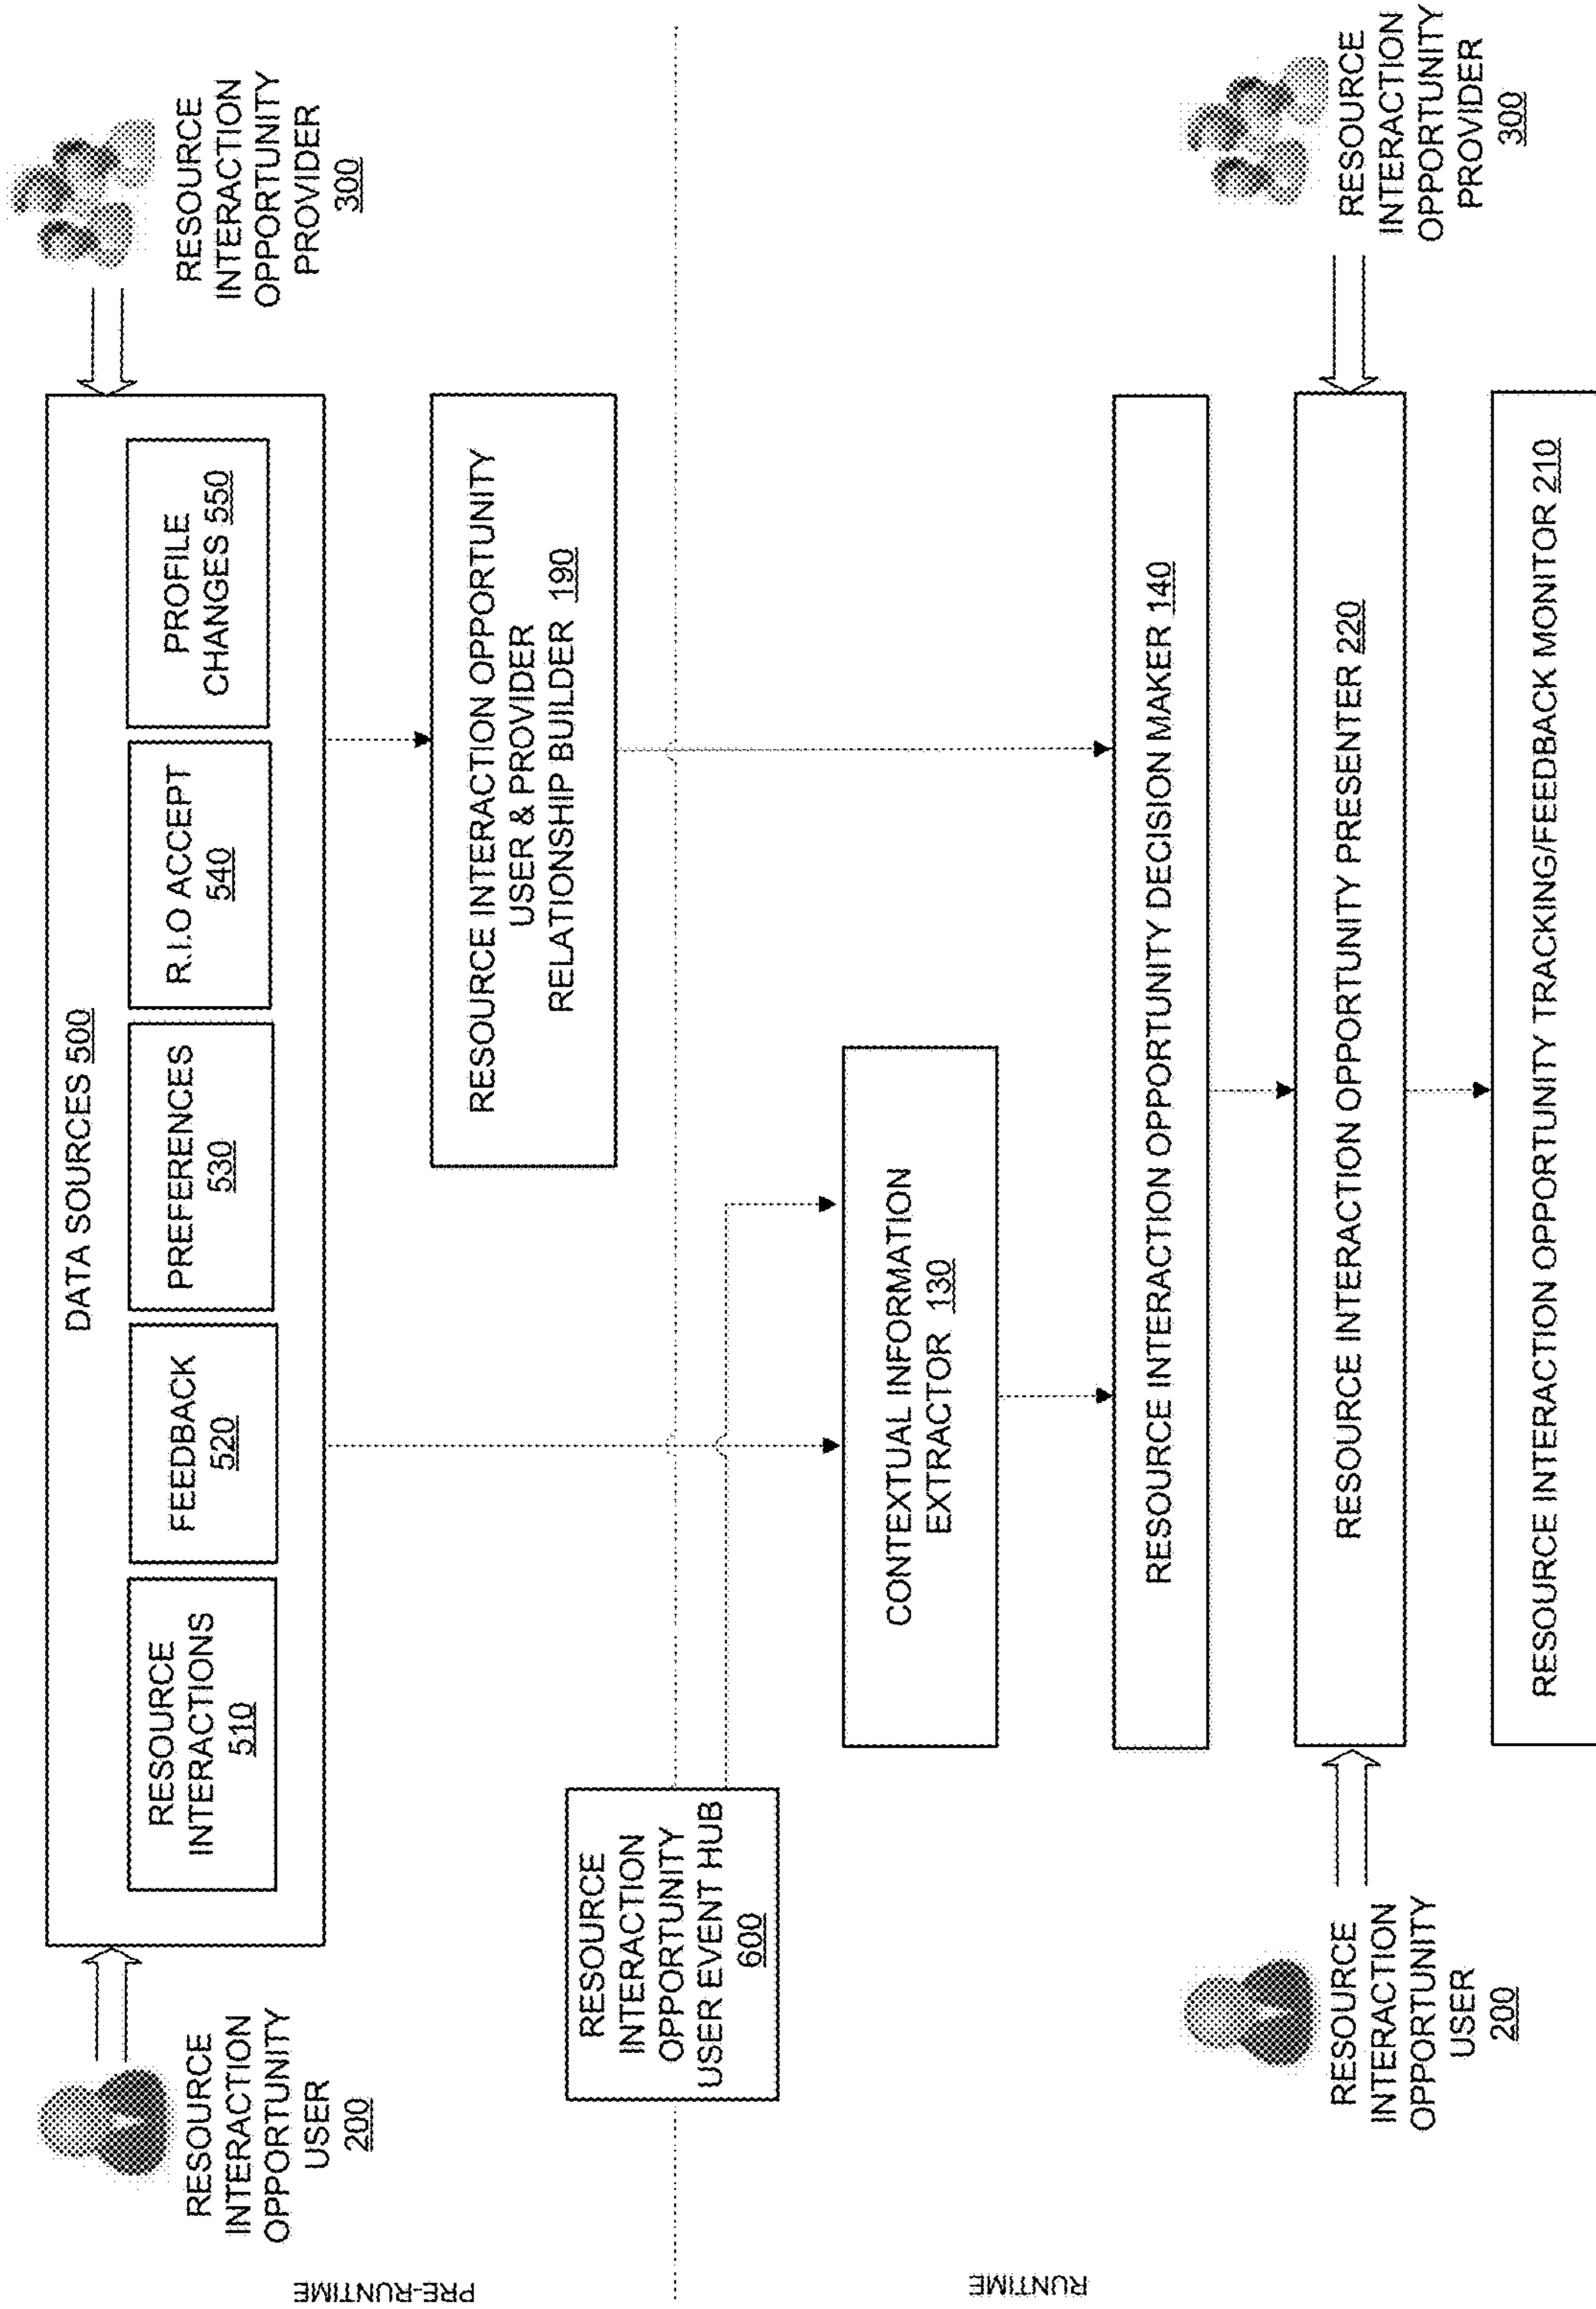 RESOURCE
INTERACTION
OPPORTUNITY
USER
200
DATA SOURCES 500
RESOURCE
INTERACTIONS
510
FEEDBACK
520
PREFERENCES
530
R.I.O ACCEPT
540
PROFILE
CHANGES 550
RESOURCE
INTERACTION
OPPORTUNITY
PROVIDER
300
PRE-RUNTIME
RESOURCE INTERACTION OPPORTUNITY
USER & PROVIDER
RELATIONSHIP BUILDER 190
RESOURCE
INTERACTION
OPPORTUNITY
USER EVENT HUB
600
RUNTIME
CONTEXTUAL INFORMATION
EXTRACTOR 130
RESOURCE INTERACTION OPPORTUNITY DECISION MAKER 140
RESOURCE
INTERACTION
OPPORTUNITY
USER
200
RESOURCE INTERACTION OPPORTUNITY PRESENTER 220
RESOURCE
INTERACTION
OPPORTUNITY
PROVIDER
300
RESOURCE INTERACTION OPPORTUNITY TRACKING/FEEDBACK MONITOR 210